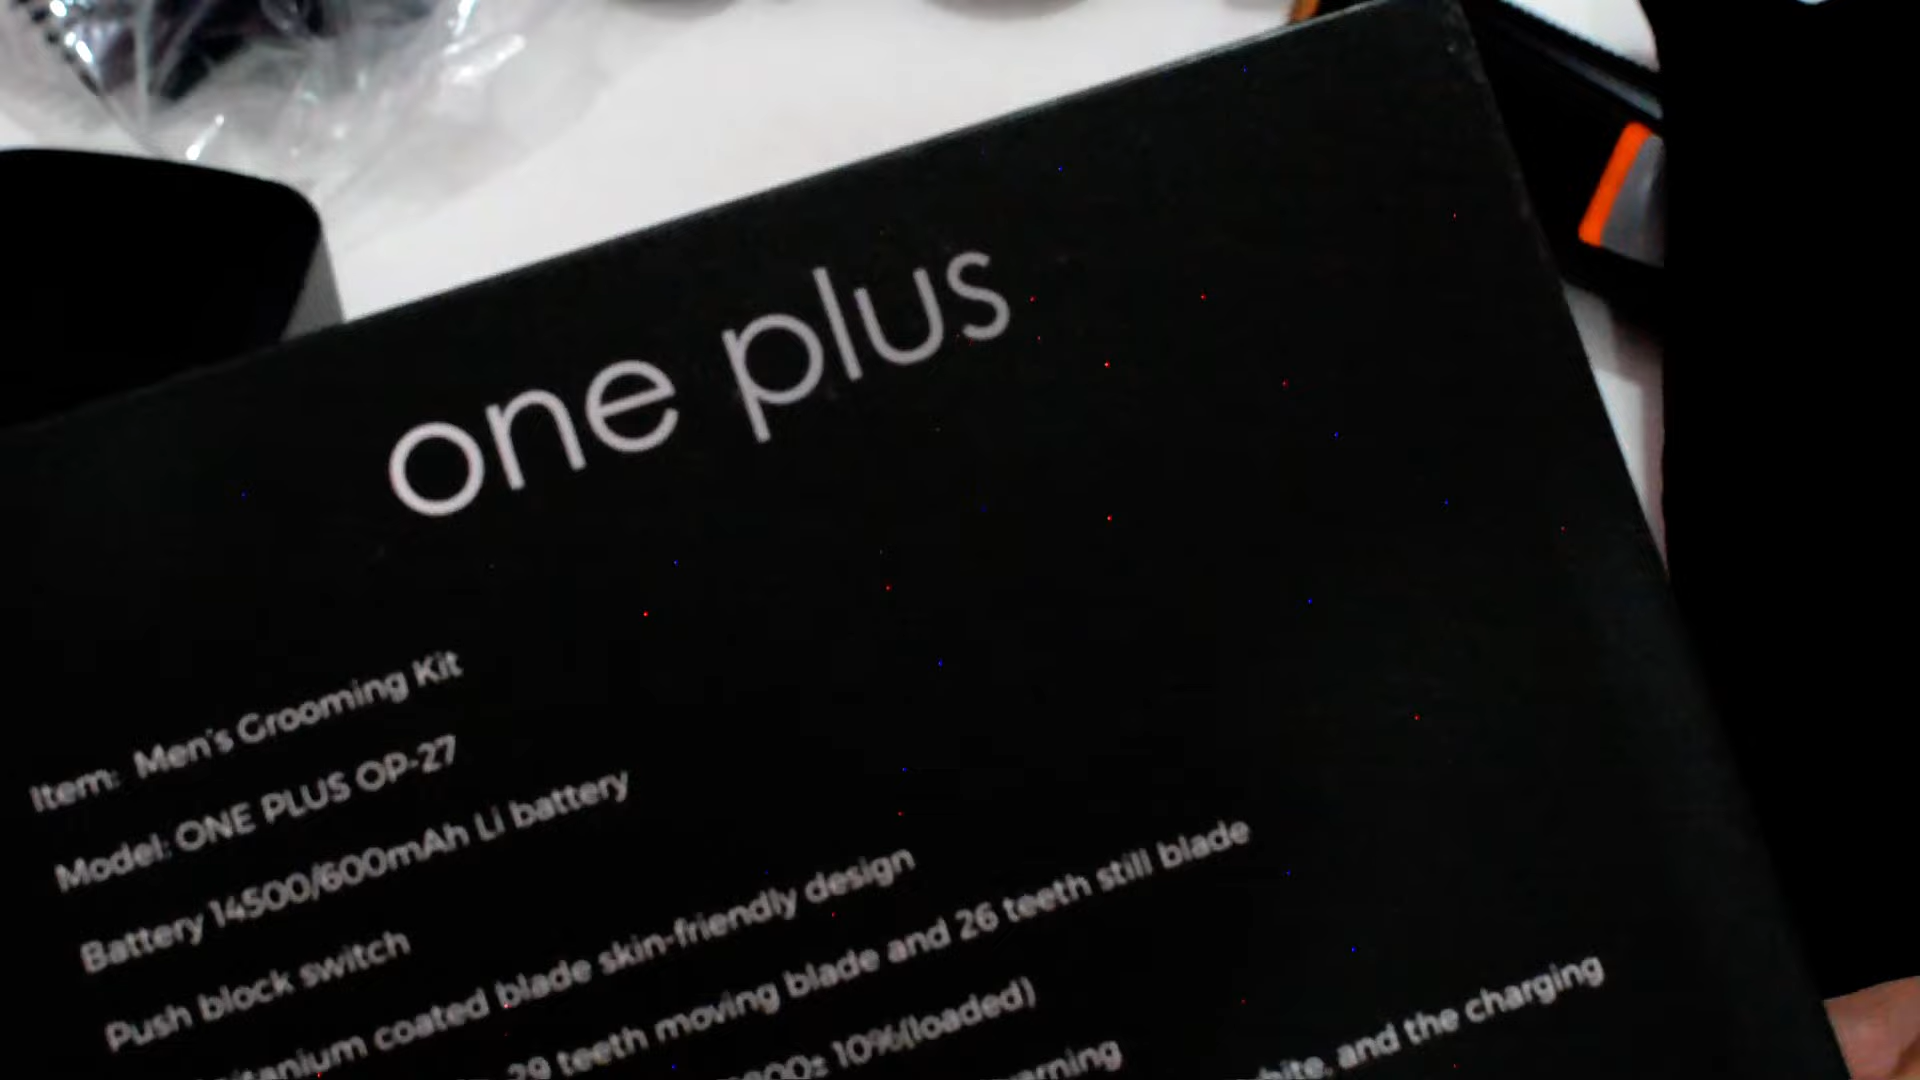 one plus
Item: Men's Grooming Kit
Model: ONE PLUS OP-27
Battery 14500/600mAh Li battery
Push block switch
coated blade skin-friendly design
29 teeth moving blade and 26 teeth still blade
10%(loaded)
and the charging